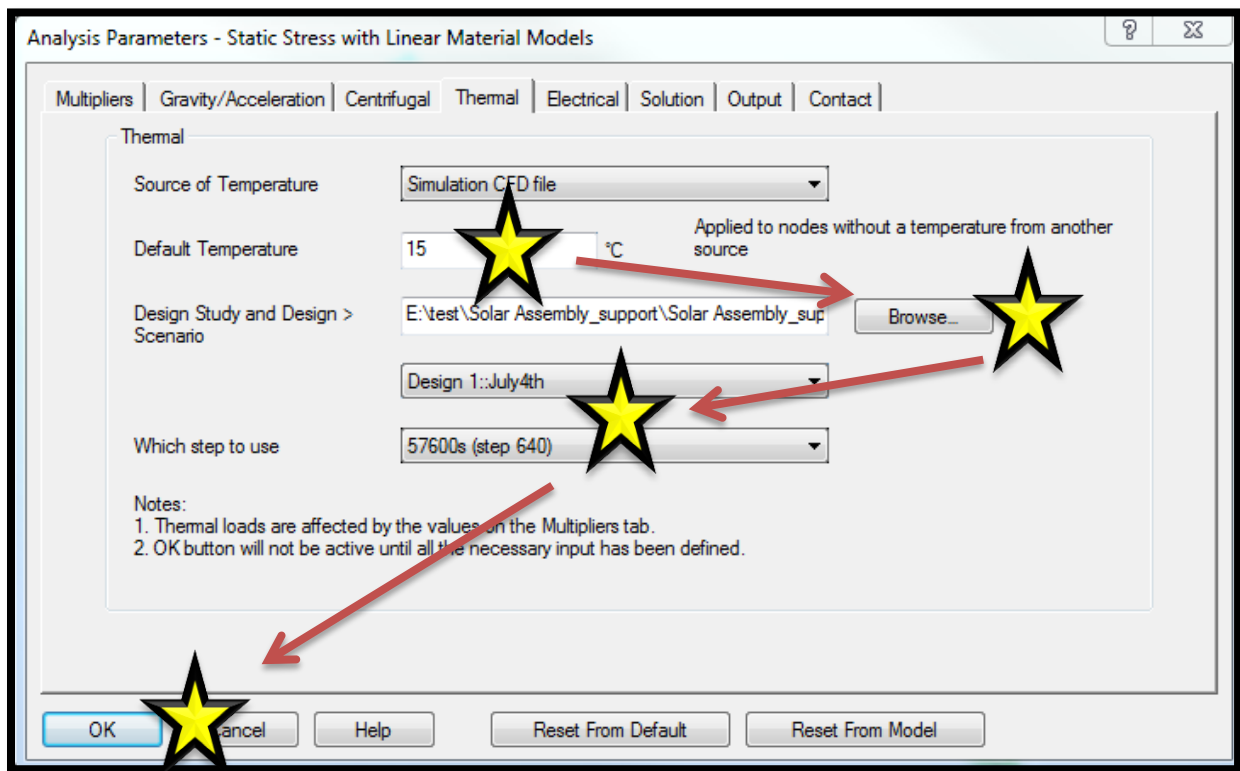 Analysis Parameters - Static Stress with Linear Material Models
Multipliers Gravity/Acceleration Centrifugal Thermal Electrical Solution Output Contact
Thermal
Source of Temperature Simulation CFD file
Default Temperature 15 °C Applied to nodes without a temperature from another
source
Design Study and Design > E:\test\Solar Assembly_support\Solar Assembly_sup Browse...
Scenario
Design 1::July4th
Which step to use 57600s (step 640)
Notes:
1. Thermal loads are affected by the values on the Multipliers tab.
2. OK button will not be active until all the necessary input has been defined.
OK Cancel Help Reset From Default Reset From Model